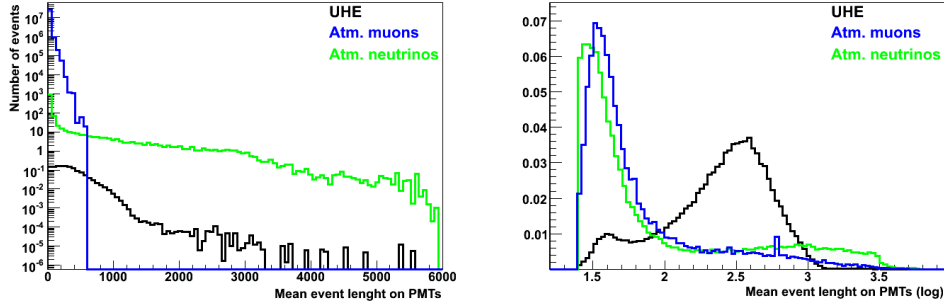 Number of events
10⁷
10⁶
10⁵
10⁴
10³
10²
10
1
10⁻¹
10⁻²
10⁻³
10⁻⁴
10⁻⁵
10⁻⁶
0 1000 2000 3000 4000 5000 6000
Mean event lenght on PMTs
UHE
Atm. muons
Atm. neutrinos
0.07
0.06
0.05
0.04
0.03
0.02
0.01
1.5 2 2.5 3 3.5
Mean event lenght on PMTs (log)
UHE
Atm. muons
Atm. neutrinos